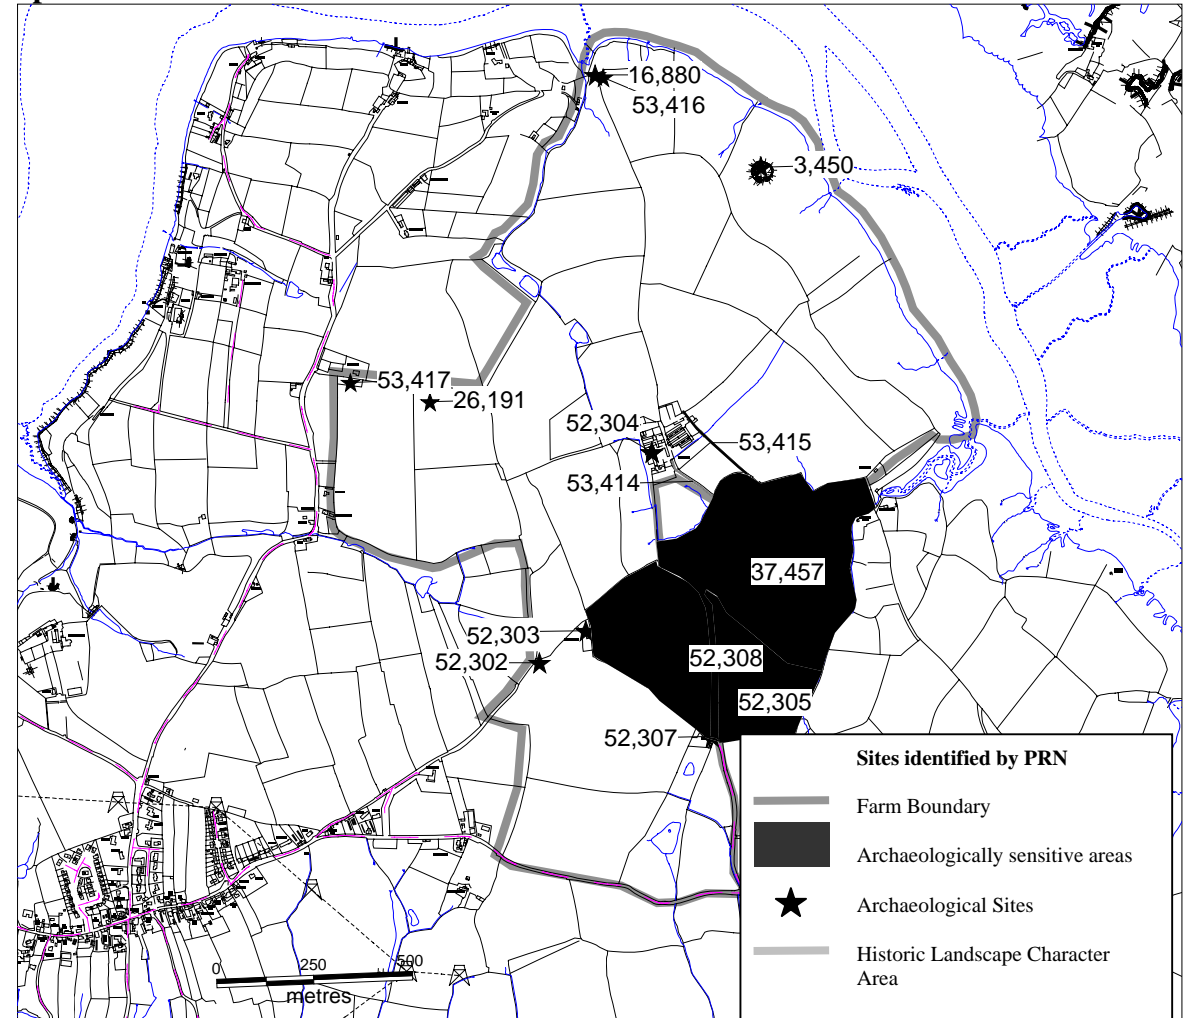 16,880
53,416
3,450
53,417
26,191
52,304
53,415
53,414
37,457
52,303
52,302
52,308
52,305
52,307
Sites identified by PRN
Farm Boundary
Archaeologically sensitive areas
Archaeological Sites
Historic Landscape Character
Area
0 250 500
metres